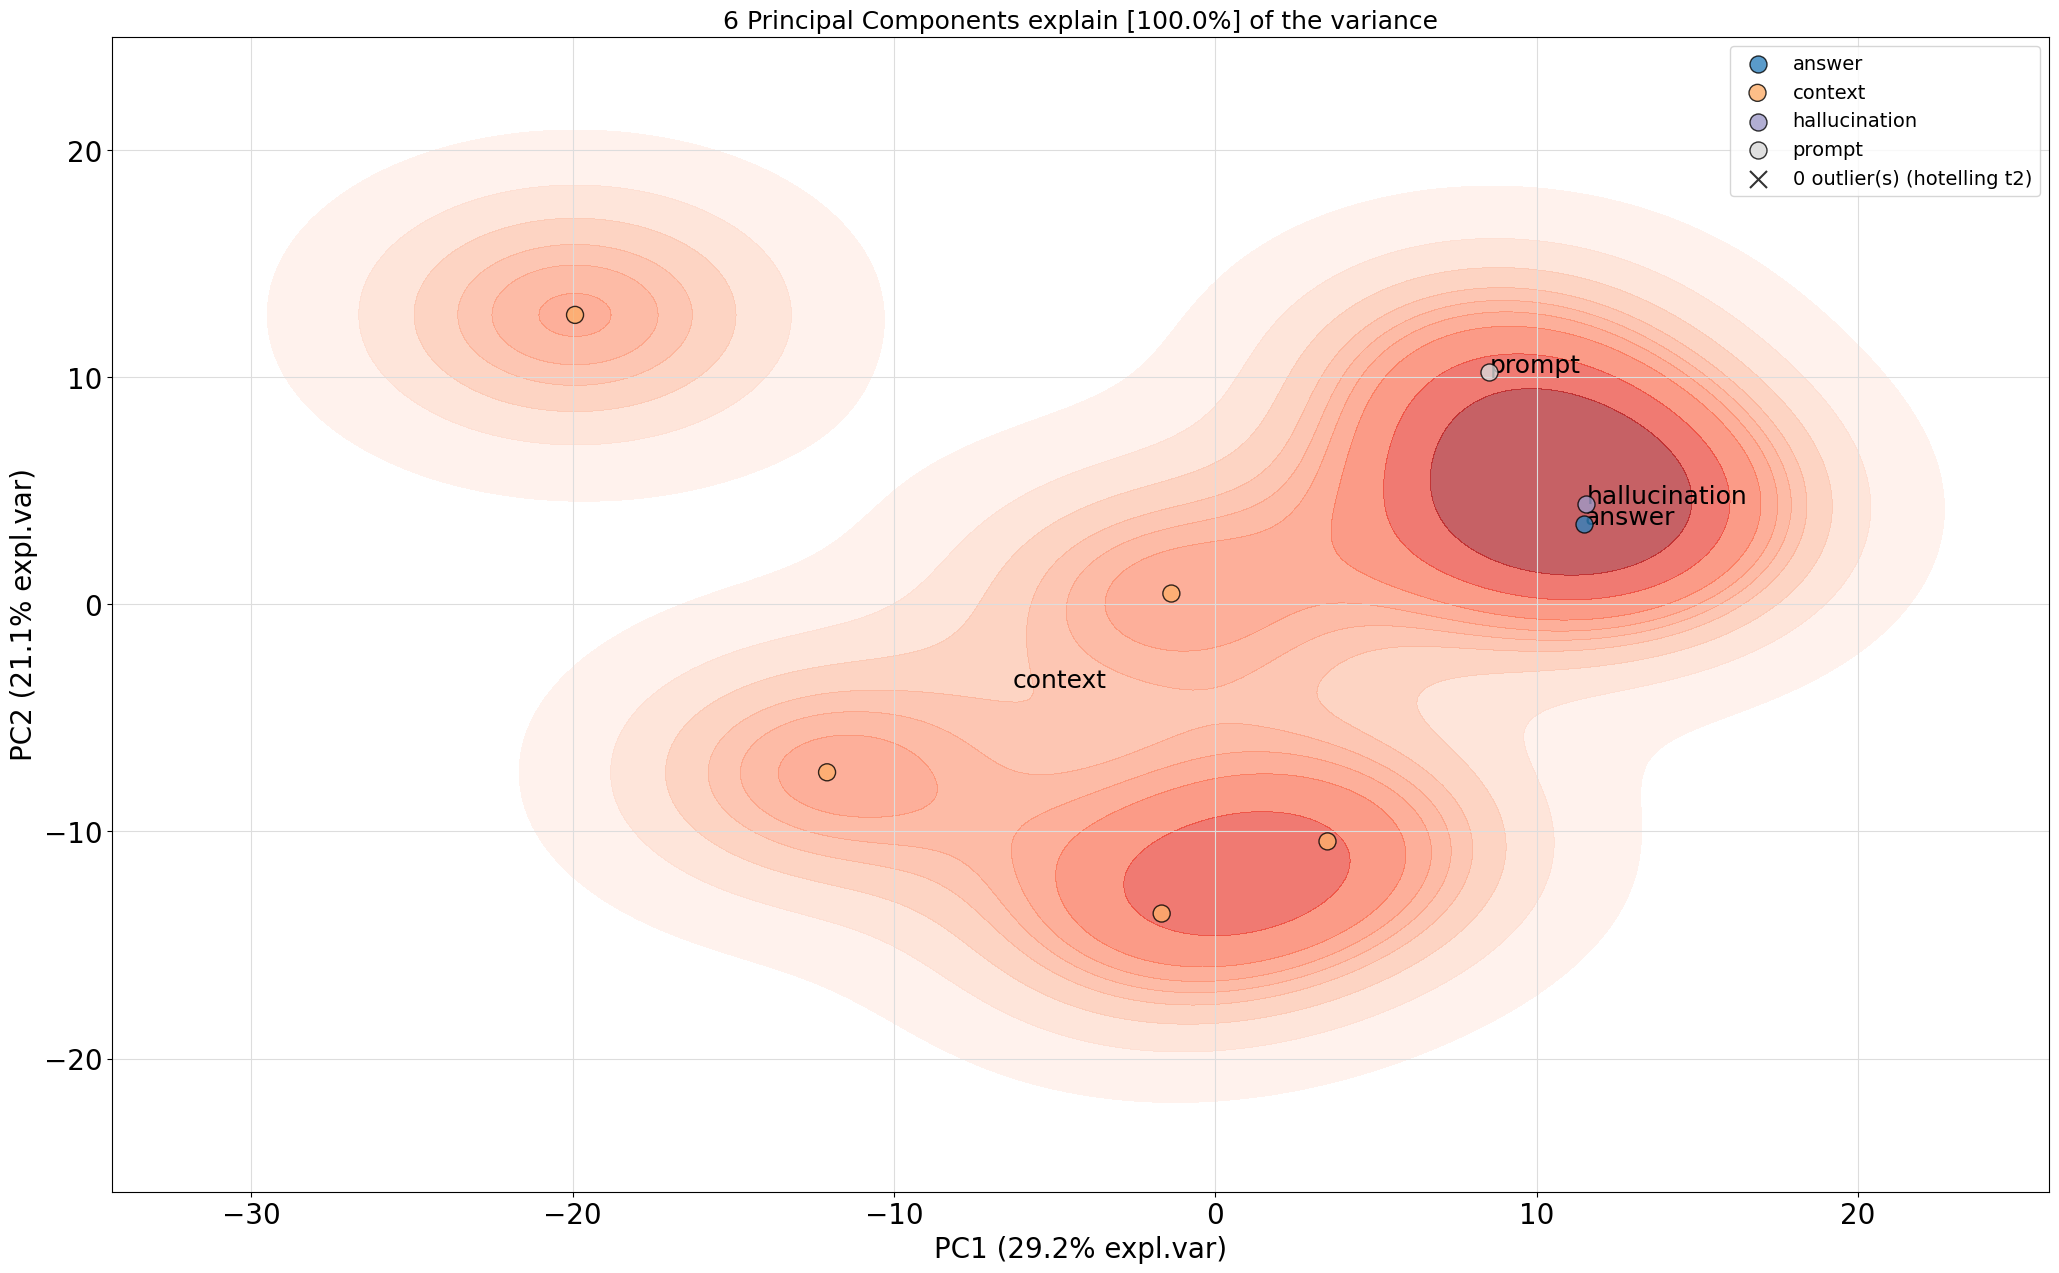 6 Principal Components explain [100.0%] of the variance
answer
context
hallucination
prompt
0 outlier(s) (hotelling t2)
20
10
0
−10
−20
PC2 (21.1% expl.var)
prompt
hallucination
answer
context
−30
−20
−10
0
10
20
PC1 (29.2% expl.var)